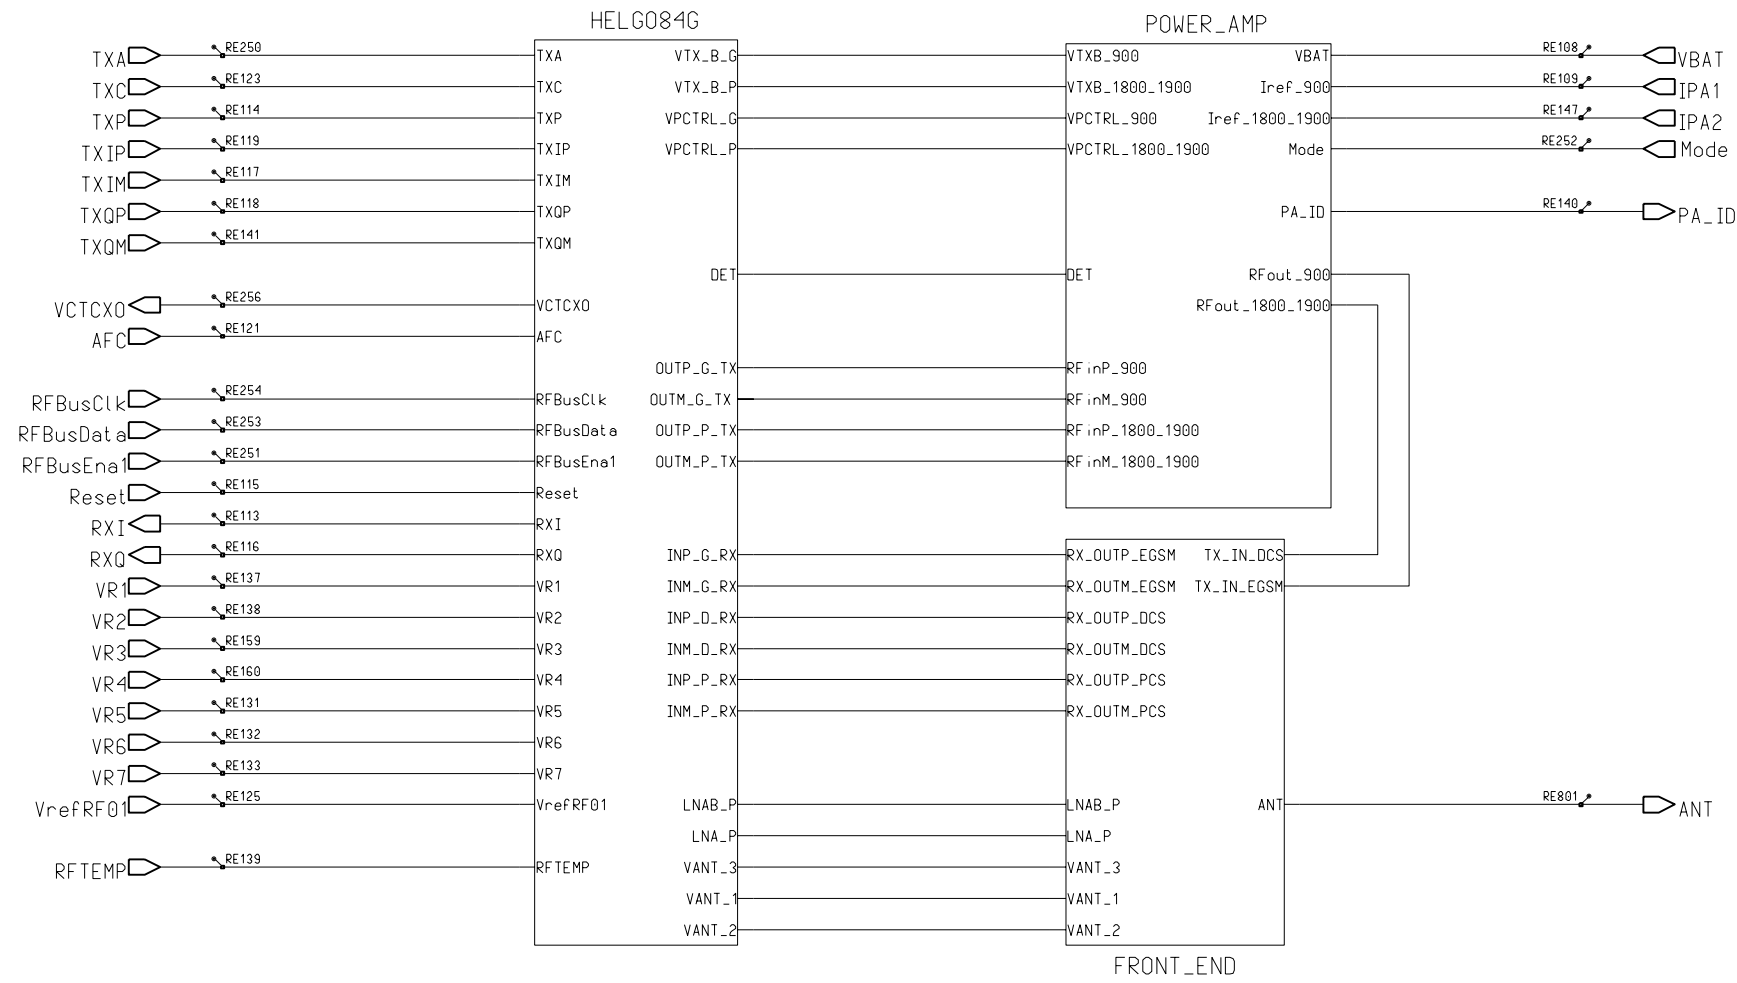 HELGO84G POWER_AMP
TXA RE250 TXA VTX_B_G VTXB_900 VBAT RE108 VBAT
TXC RE123 TXC VTX_B_P VTXB_1800_1900 Iref_900 RE109 IPA1
TXP RE114 TXP VPCTRL_G VPCTRL_900 Iref_1800_1900 RE147 IPA2
TXIP RE119 TXIP VPCTRL_P VPCTRL_1800_1900 Mode RE252 Mode
TXIM RE117 TXIM
TXQP RE118 TXQP PA_ID RE140 PA_ID
TXQM RE141 TXQM
DET DET RFout_900
VCTCXO RE256 VCTCXO RFout_1800_1900
AFC RE121 AFC
OUTP_G_TX RFinP_900
RFBusClk RE254 RFBusClk OUTM_G_TX RFinM_900
RFBusData RE253 RFBusData OUTP_P_TX RFinP_1800_1900
RFBusEna1 RE251 RFBusEna1 OUTM_P_TX RFinM_1800_1900
Reset RE115 Reset
RXI RE113 RXI
RXQ RE116 RXQ INP_G_RX RX_OUTP_EGSM TX_IN_DCS
VR1 RE137 VR1 INM_G_RX RX_OUTM_EGSM TX_IN_EGSM
VR2 RE138 VR2 INP_D_RX RX_OUTP_DCS
VR3 RE159 VR3 INM_D_RX RX_OUTM_DCS
VR4 RE160 VR4 INP_P_RX RX_OUTP_PCS
VR5 RE131 VR5 INM_P_RX RX_OUTM_PCS
VR6 RE132 VR6
VR7 RE133 VR7
VrefRF01 RE125 VrefRF01 LNAB_P LNAB_P ANT RE801 ANT
LNA_P LNA_P
RFTEMP RE139 RFTEMP VANT_3 VANT_3
VANT_1 VANT_1
VANT_2 VANT_2
FRONT_END